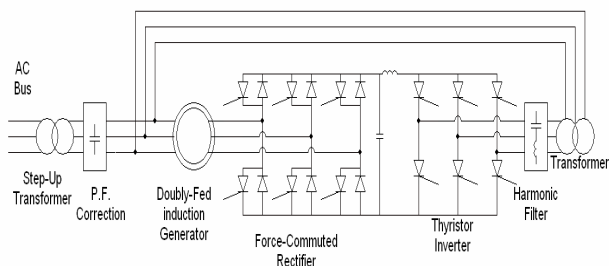 AC
Bus
Step-Up
Transformer
P.F.
Correction
Doubly-Fed
induction
Generator
Force-Commuted
Rectifier
Thyristor
Inverter
Harmonic
Filter
Transformer